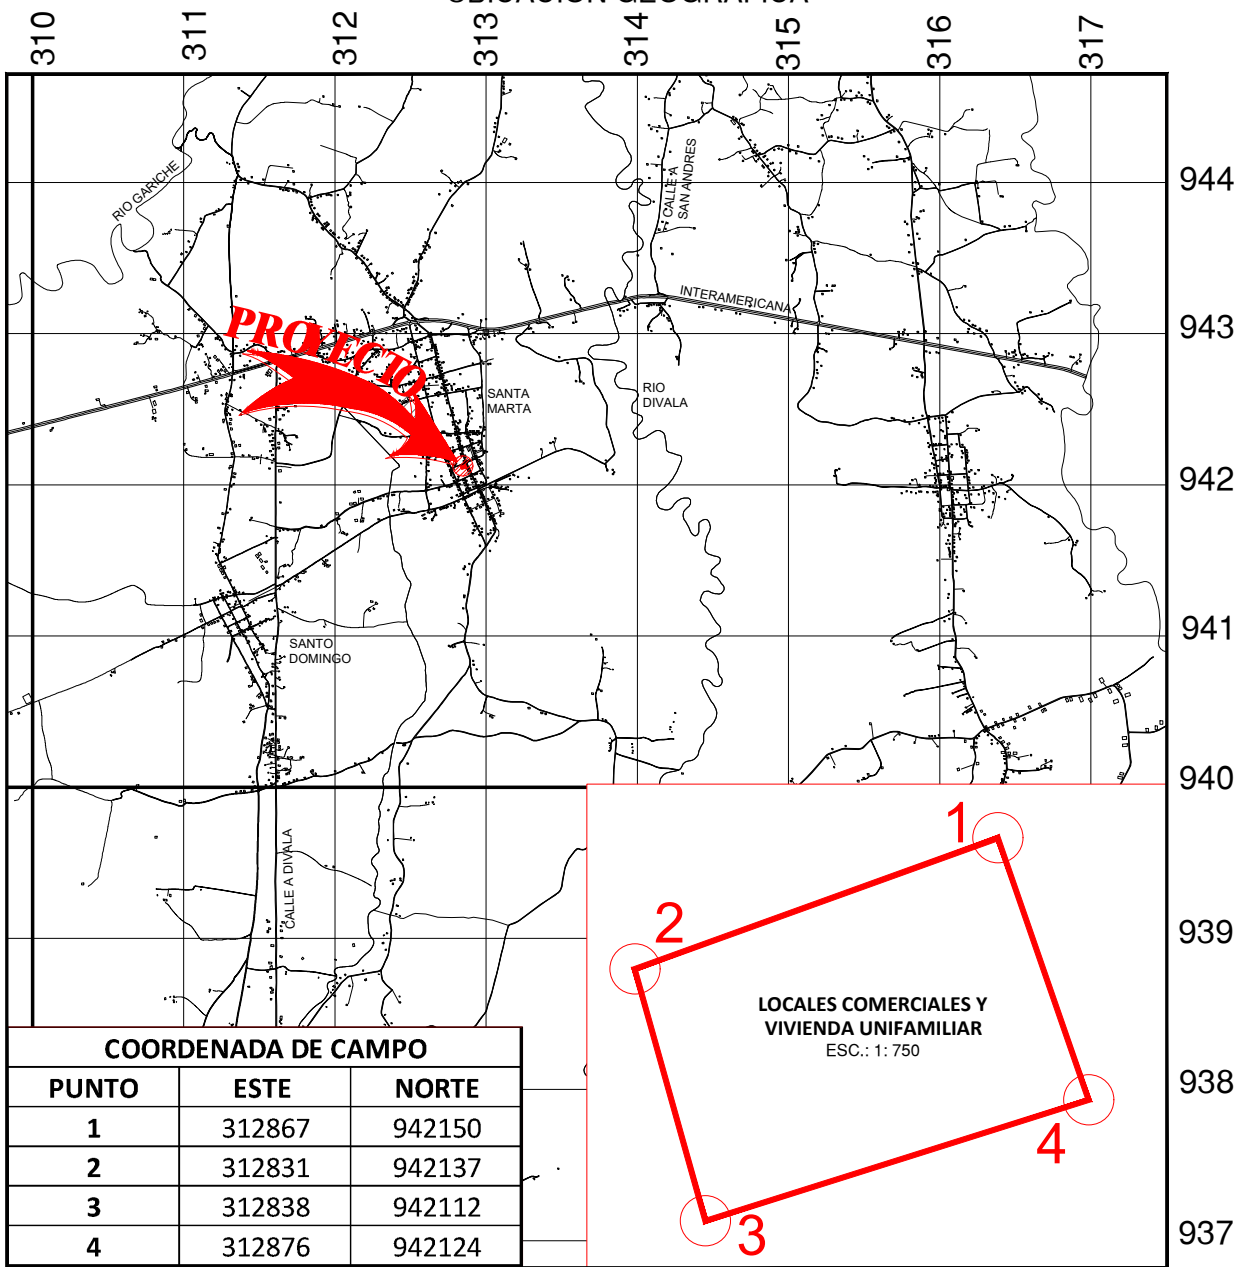 UBICACIÓN GEOGRÁFICA
310 311 312 313 314 315 316 317
944
943
942
941
940
939
938
937
RIO GARICHE
CALLE A
SAN ANDRES
INTERAMERICANA
PROYECTO
SANTA
MARTA
RIO
DIVALA
SANTO
DOMINGO
CALLE A DIVALA
1
2
3
4
LOCALES COMERCIALES Y
VIVIENDA UNIFAMILIAR
ESC.: 1: 750
COORDENADA DE CAMPO
PUNTO ESTE NORTE
1 312867 942150
2 312831 942137
3 312838 942112
4 312876 942124